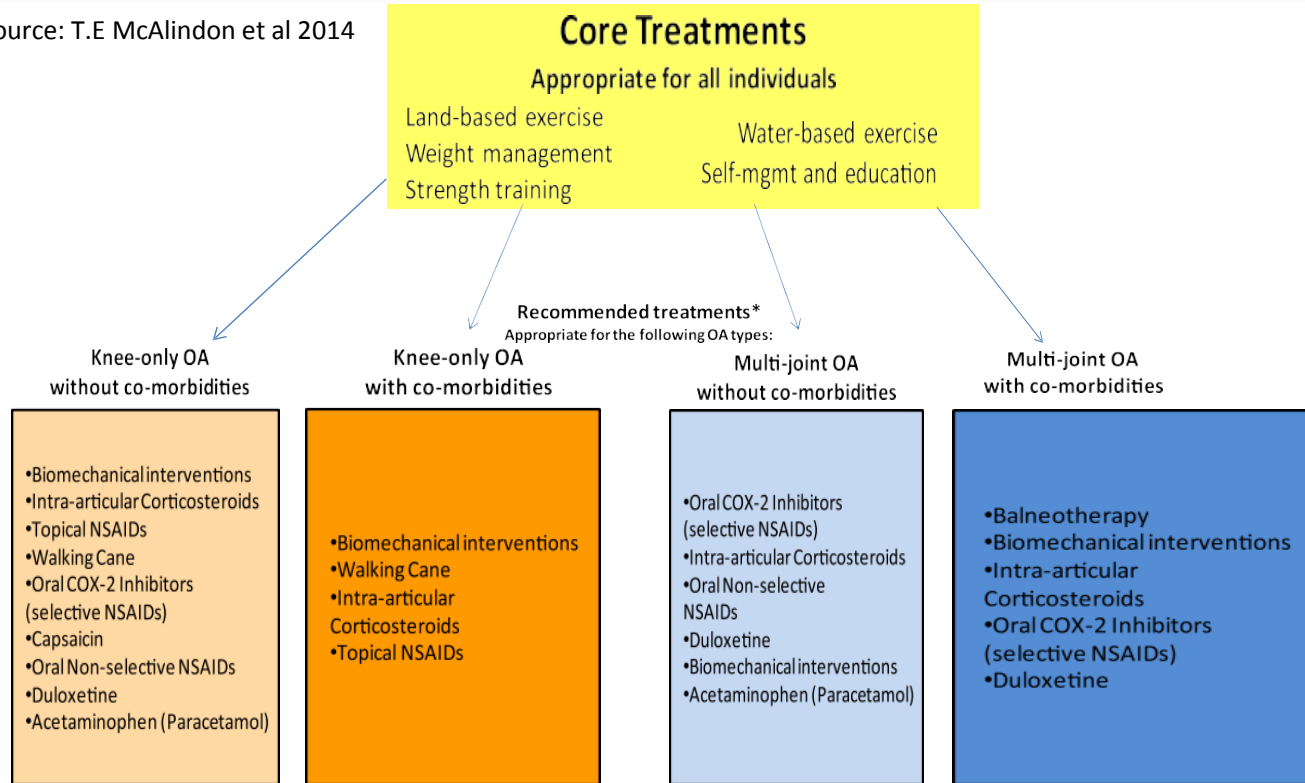 ource: T.E McAlindon et al 2014
Core Treatments
Appropriate for all individuals
Land-based exercise
Weight management
Strength training
Water-based exercise
Self-mgmt and education
Recommended treatments*
Appropriate for the following OA types:
Knee-only OA
without co-morbidities
•Biomechanical interventions
•Intra-articular Corticosteroids
•Topical NSAIDs
•Walking Cane
•Oral COX-2 Inhibitors
(selective NSAIDs)
•Capsaicin
•Oral Non-selective NSAIDs
•Duloxetine
•Acetaminophen (Paracetamol)
Knee-only OA
with co-morbidities
•Biomechanical interventions
•Walking Cane
•Intra-articular
Corticosteroids
•Topical NSAIDs
Multi-joint OA
without co-morbidities
•Oral COX-2 Inhibitors
(selective NSAIDs)
•Intra-articular Corticosteroids
•Oral Non-selective
NSAIDs
•Duloxetine
•Biomechanical interventions
•Acetaminophen (Paracetamol)
Multi-joint OA
with co-morbidities
•Balneotherapy
•Biomechanical interventions
•Intra-articular
Corticosteroids
•Oral COX-2 Inhibitors
(selective NSAIDs)
•Duloxetine